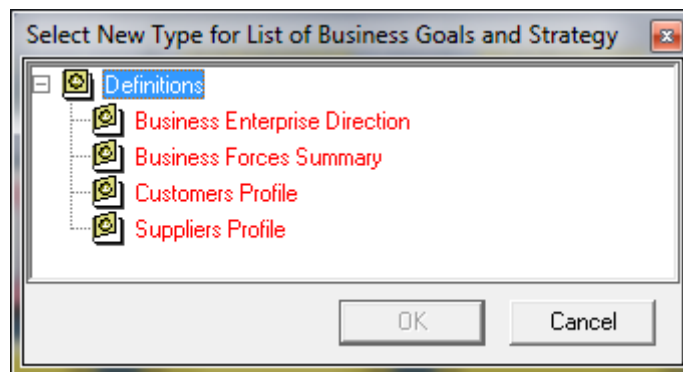 Select New Type for List of Business Goals and Strategy
Definitions
Business Enterprise Direction
Business Forces Summary
Customers Profile
Suppliers Profile
OK
Cancel